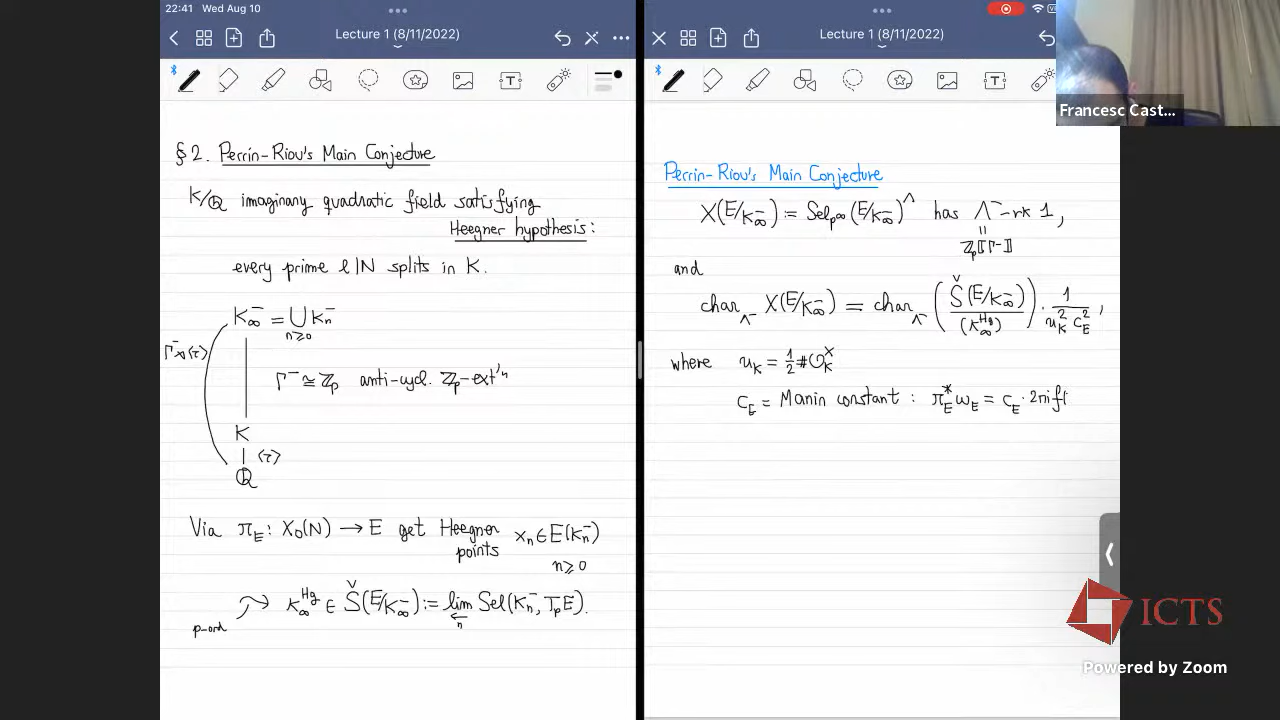 22:41 Wed Aug 10
Lecture 1 (8/11/2022)
§2. Perrin-Riou's Main Conjecture
K/ℚ imaginary quadratic field satisfying
Heegner hypothesis:
every prime ℓ|N splits in K.
K∞⁻ = ⋃ Kn⁻
n≥0
Γ⁻⋊⟨τ⟩
Γ⁻ ≅ ℤp anti-cycl. ℤp-ext'n
K
⟨τ⟩
ℚ
Via πE: X0(N) → E get Heegner points xn ∈ E(Kn⁻)
n≥0
p-ord ⇝ κ∞^Hg ∈ Š(E/K∞⁻) := lim← n Sel(Kn⁻, TpE).
Lecture 1 (8/11/2022)
Perrin-Riou's Main Conjecture
X(E/K∞⁻) := Selp∞(E/K∞⁻)^∧ has Λ⁻-rk 1,
=
ℤp[[Γ⁻]]
and
charΛ⁻ X(E/K∞⁻) = charΛ⁻ (Š(E/K∞⁻)/(κ∞^Hg)) · 1/(uK² cE²),
where uK = ½ #𝒪K^×
cE = Manin constant : πE* ωE = cE · 2πi f(
Francesc Cast...
ICTS
Powered by Zoom